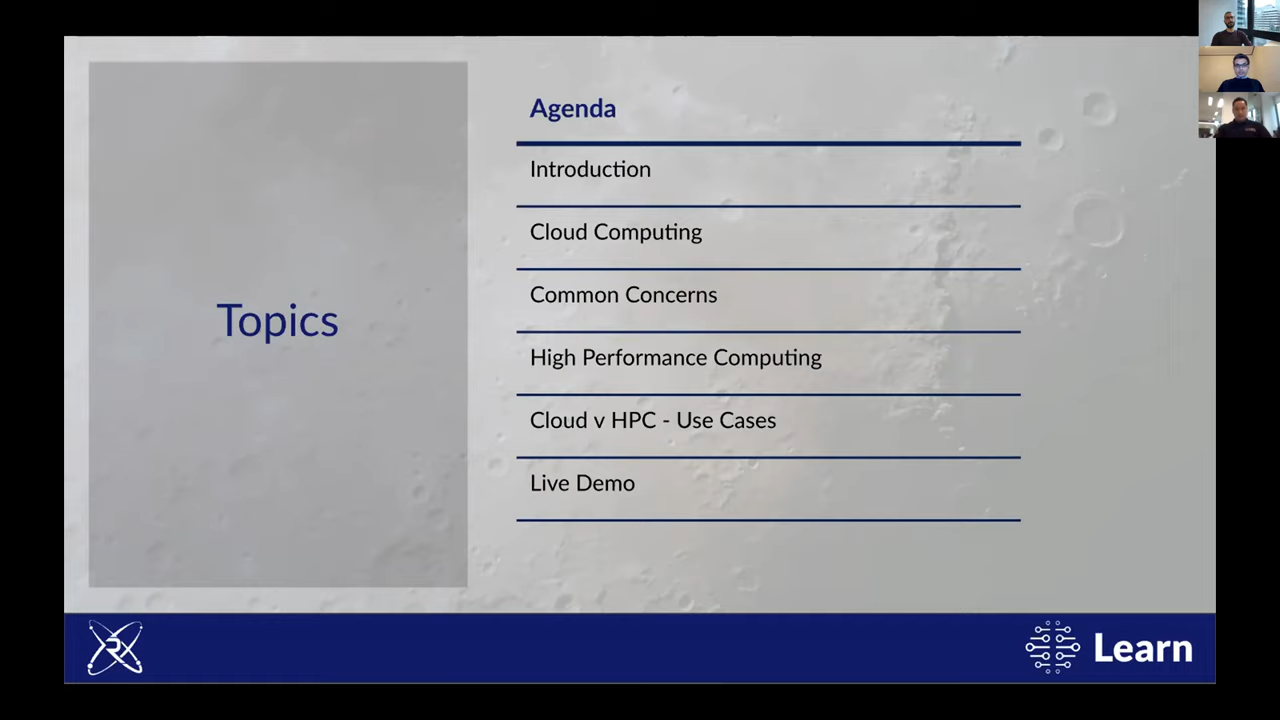 Topics
Agenda
Introduction
Cloud Computing
Common Concerns
High Performance Computing
Cloud v HPC - Use Cases
Live Demo
Learn